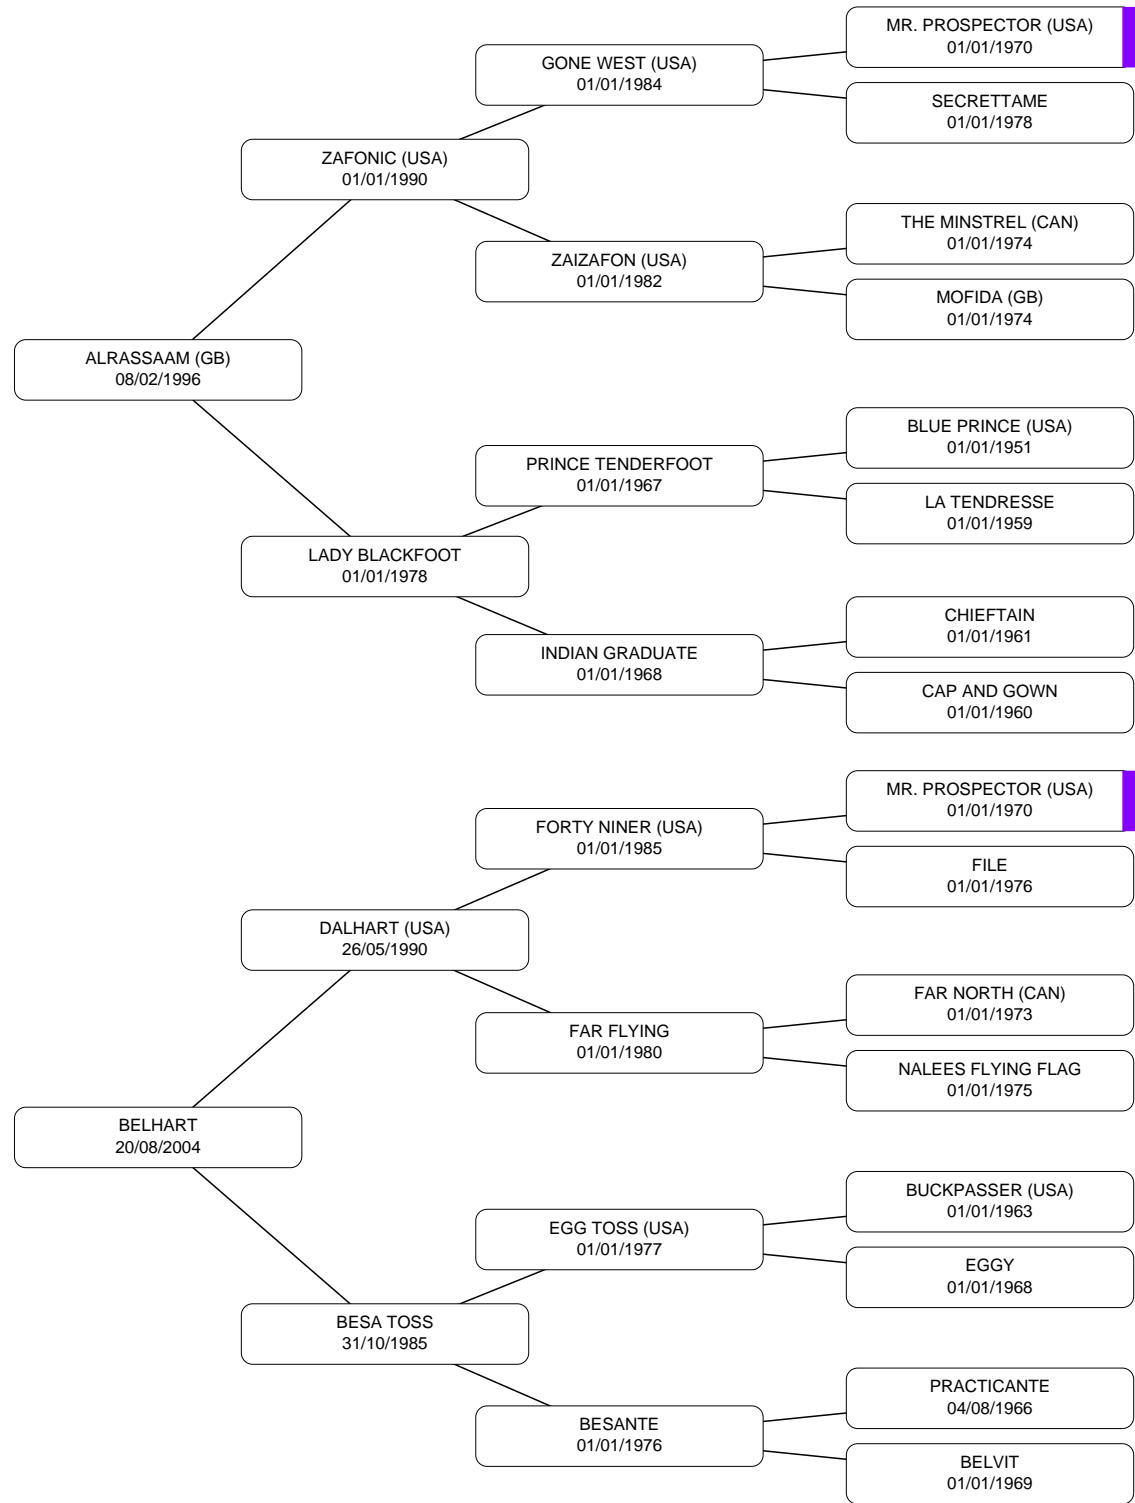 MR. PROSPECTOR (USA)
01/01/1970
GONE WEST (USA)
01/01/1984
SECRETTAME
01/01/1978
ZAFONIC (USA)
01/01/1990
THE MINSTREL (CAN)
01/01/1974
ZAIZAFON (USA)
01/01/1982
MOFIDA (GB)
01/01/1974
ALRASSAAM (GB)
08/02/1996
BLUE PRINCE (USA)
01/01/1951
PRINCE TENDERFOOT
01/01/1967
LA TENDRESSE
01/01/1959
LADY BLACKFOOT
01/01/1978
CHIEFTAIN
01/01/1961
INDIAN GRADUATE
01/01/1968
CAP AND GOWN
01/01/1960
MR. PROSPECTOR (USA)
01/01/1970
FORTY NINER (USA)
01/01/1985
FILE
01/01/1976
DALHART (USA)
26/05/1990
FAR NORTH (CAN)
01/01/1973
FAR FLYING
01/01/1980
NALEES FLYING FLAG
01/01/1975
BELHART
20/08/2004
BUCKPASSER (USA)
01/01/1963
EGG TOSS (USA)
01/01/1977
EGGY
01/01/1968
BESA TOSS
31/10/1985
PRACTICANTE
04/08/1966
BESANTE
01/01/1976
BELVIT
01/01/1969